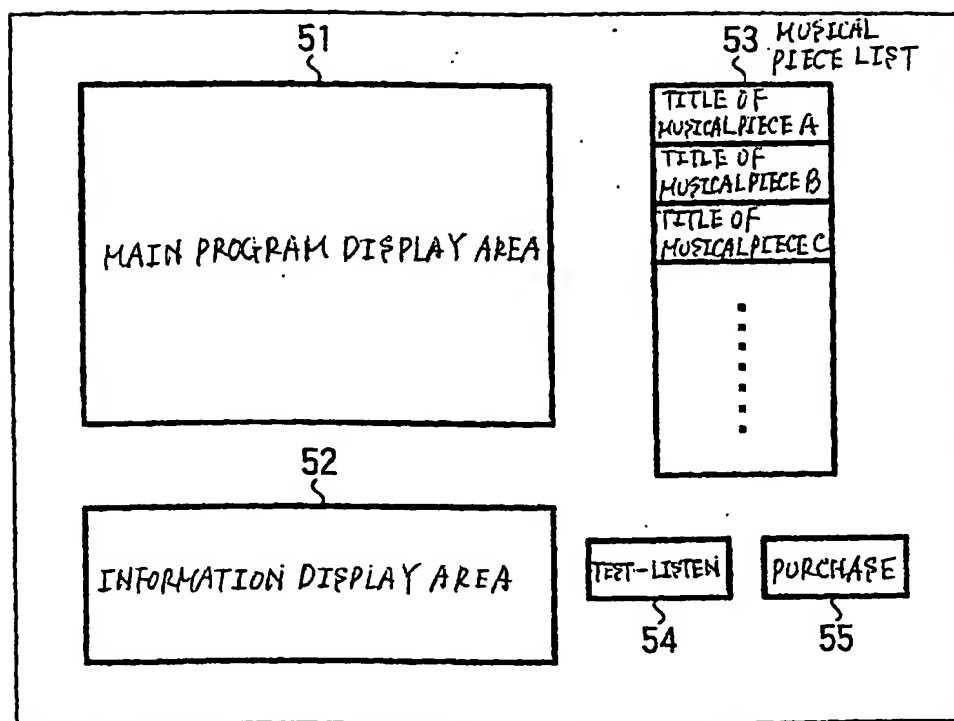 51
MAIN PROGRAM DISPLAY AREA
53 MUSICAL
PIECE LIST
TITLE OF
MUSICAL PIECE A
TITLE OF
MUSICAL PIECE B
TITLE OF
MUSICAL PIECE C
52
INFORMATION DISPLAY AREA
TEST-LISTEN
54
PURCHASE
55